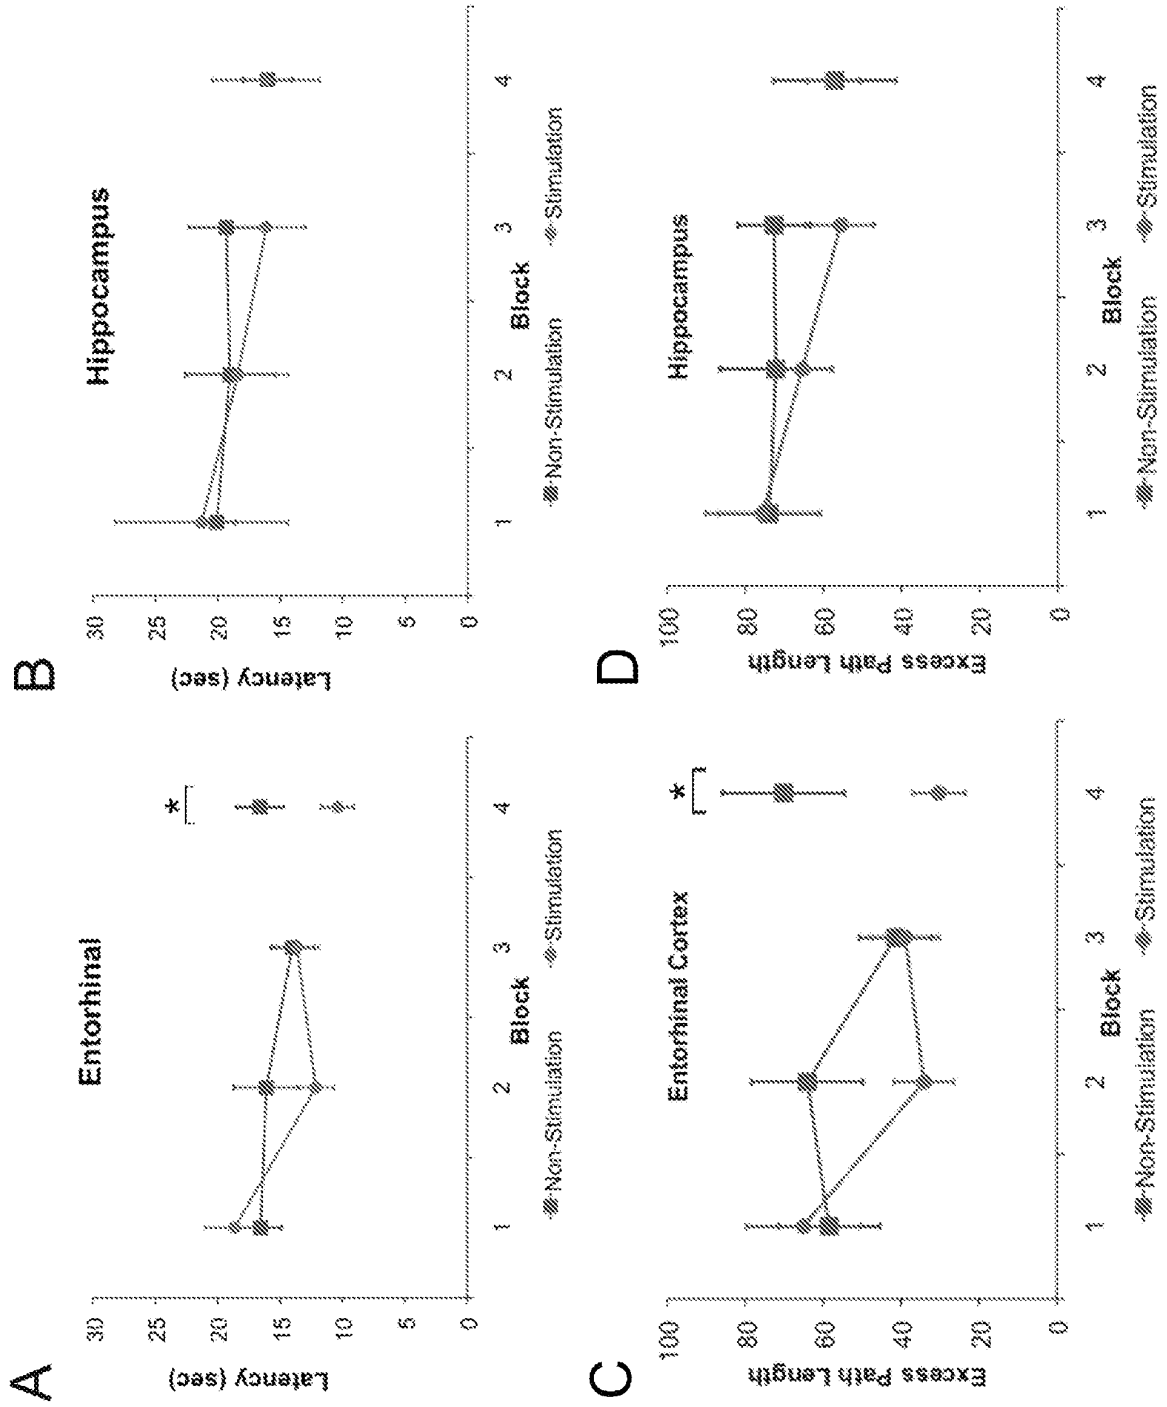 A
Entorhinal
Latency (sec)
30
25
20
15
10
5
0
*
1
2
3
4
Block
Non-Stimulation
Stimulation
B
Hippocampus
Latency (sec)
30
25
20
15
10
5
0
1
2
3
4
Block
Non-Stimulation
Stimulation
C
Entorhinal Cortex
Excess Path Length
100
80
60
40
20
0
*
1
2
3
4
Block
Non-Stimulation
Stimulation
D
Hippocampus
Excess Path Length
100
80
60
40
20
0
1
2
3
4
Block
Non-Stimulation
Stimulation